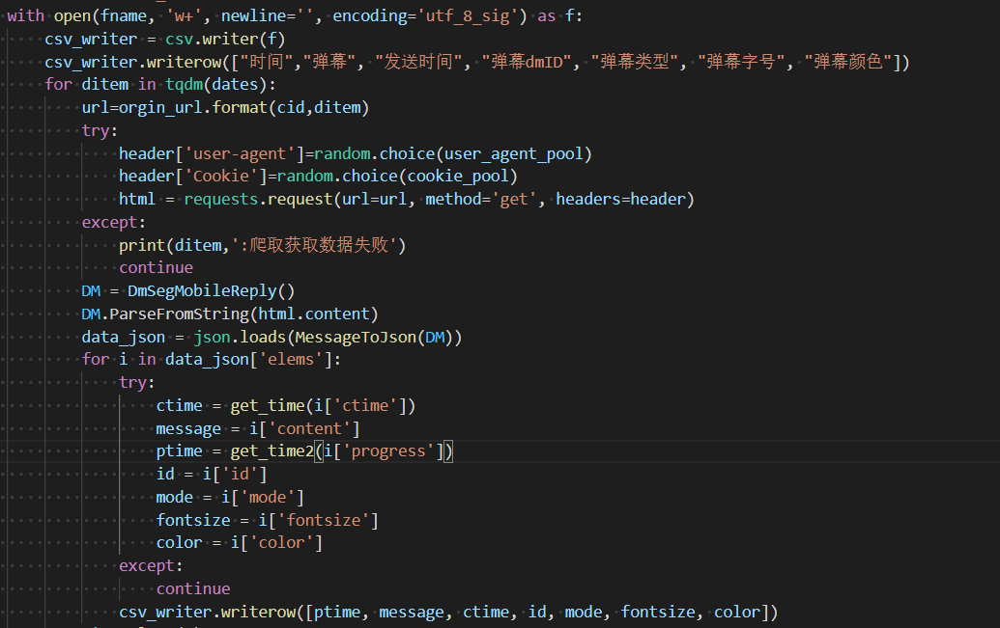 with open(fname, 'w+', newline='', encoding='utf_8_sig') as f:
    csv_writer = csv.writer(f)
    csv_writer.writerow(["时间","弹幕", "发送时间", "弹幕dmID", "弹幕类型", "弹幕字号", "弹幕颜色"])
    for ditem in tqdm(dates):
        url=orgin_url.format(cid,ditem)
        try:
            header['user-agent']=random.choice(user_agent_pool)
            header['Cookie']=random.choice(cookie_pool)
            html = requests.request(url=url, method='get', headers=header)
        except:
            print(ditem,':爬取获取数据失败')
            continue
        DM = DmSegMobileReply()
        DM.ParseFromString(html.content)
        data_json = json.loads(MessageToJson(DM))
        for i in data_json['elems']:
            try:
                ctime = get_time(i['ctime'])
                message = i['content']
                ptime = get_time2(i['progress'])
                id = i['id']
                mode = i['mode']
                fontsize = i['fontsize']
                color = i['color']
            except:
                continue
            csv_writer.writerow([ptime, message, ctime, id, mode, fontsize, color])